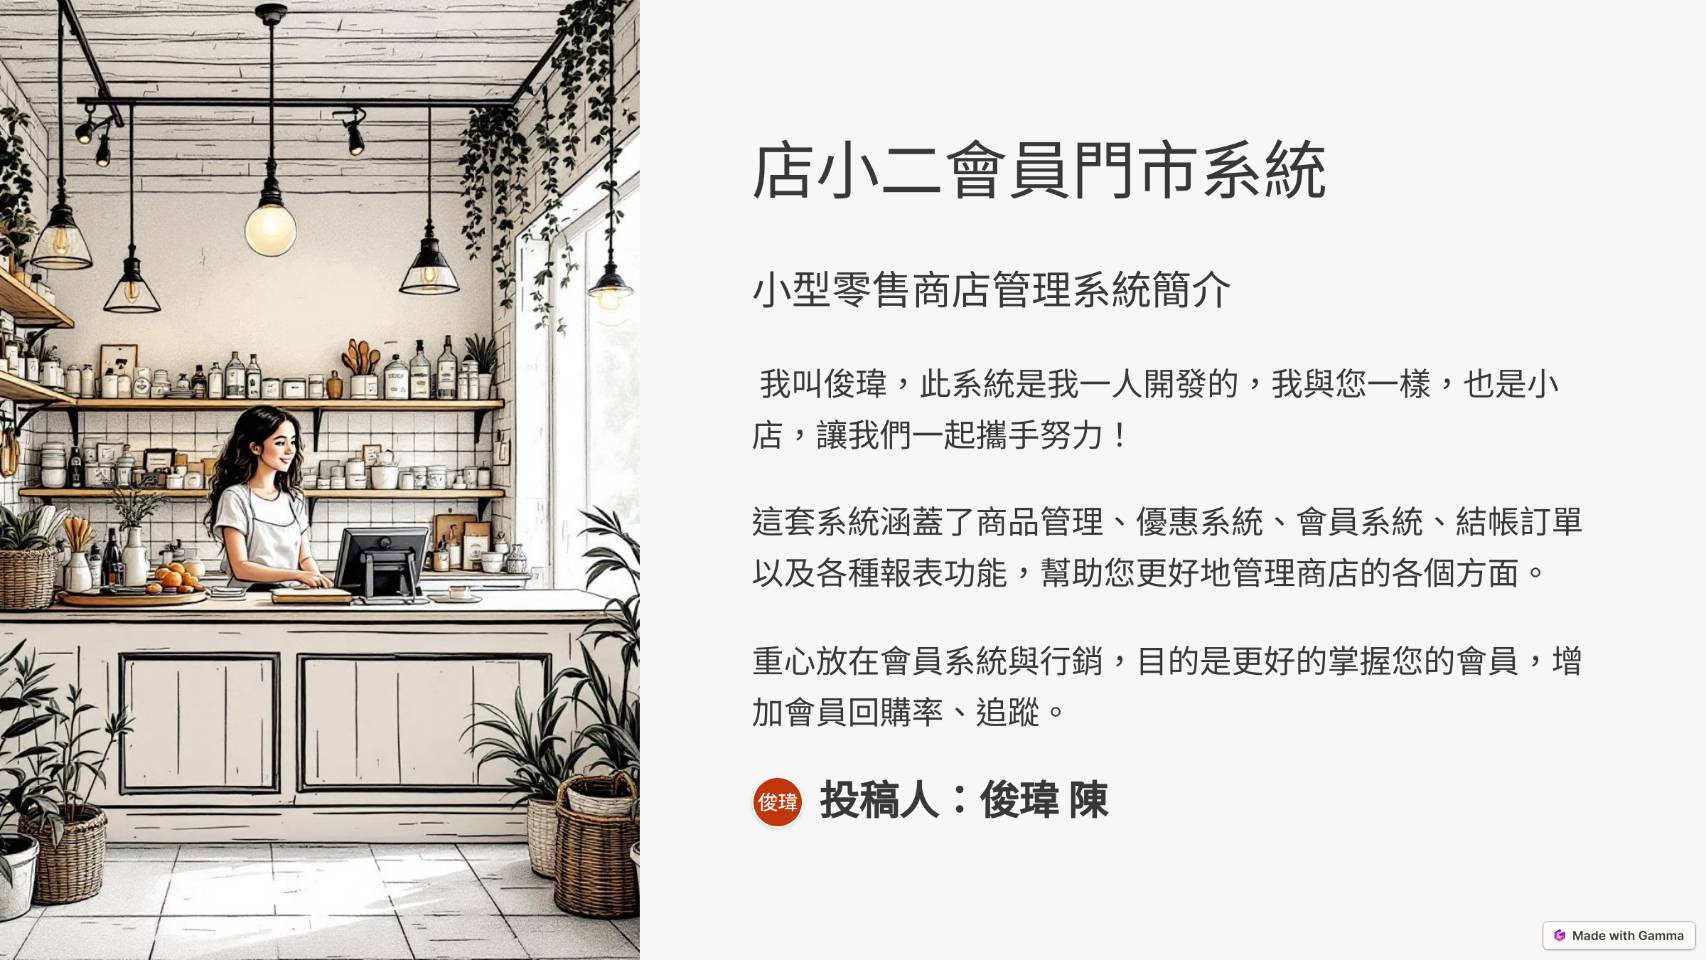 店小二會員門市系統
小型零售商店管理系統簡介
我叫俊瑋，此系統是我一人開發的，我與您一樣，也是小
店，讓我們一起攜手努力！
這套系統涵蓋了商品管理、優惠系統、會員系統、結帳訂單
以及各種報表功能，幫助您更好地管理商店的各個方面。
重心放在會員系統與行銷，目的是更好的掌握您的會員，增
加會員回購率、追蹤。
俊瑋 投稿人：俊瑋 陳
Made with Gamma